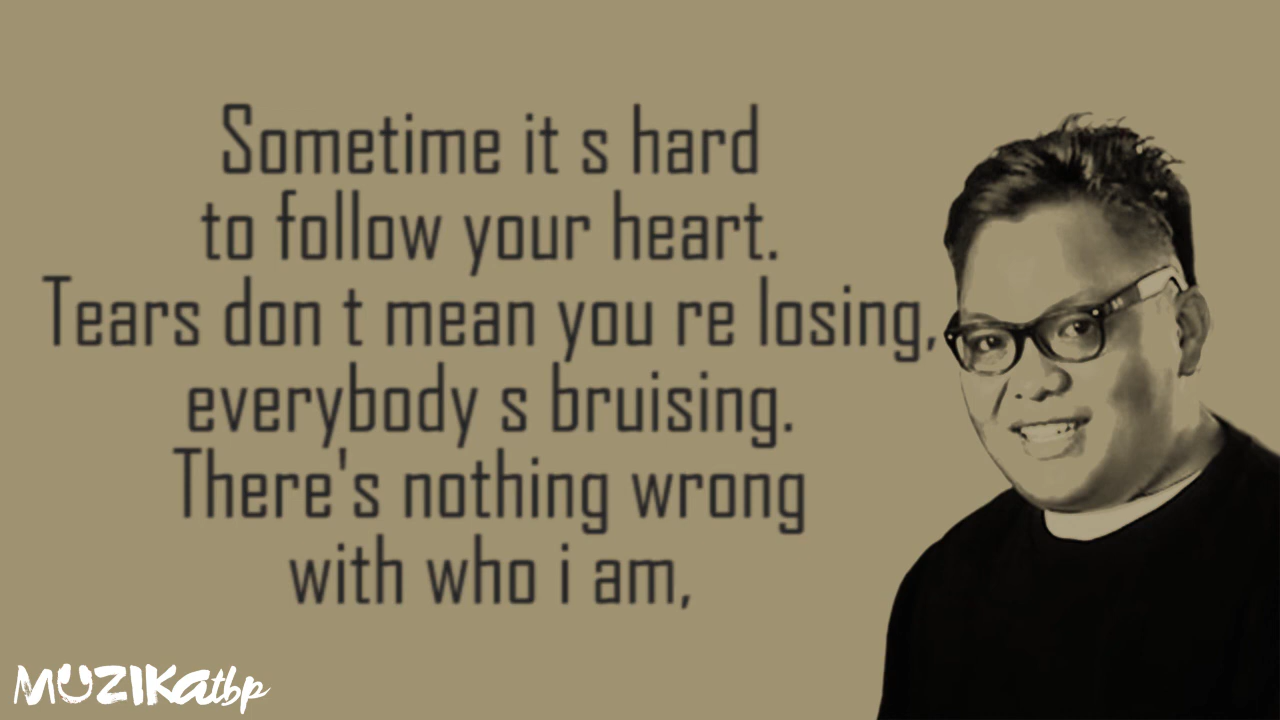 Sometime it s hard
to follow your heart.
Tears don t mean you re losing,
everybody s bruising.
There's nothing wrong
with who i am,
MUZIKAtbp